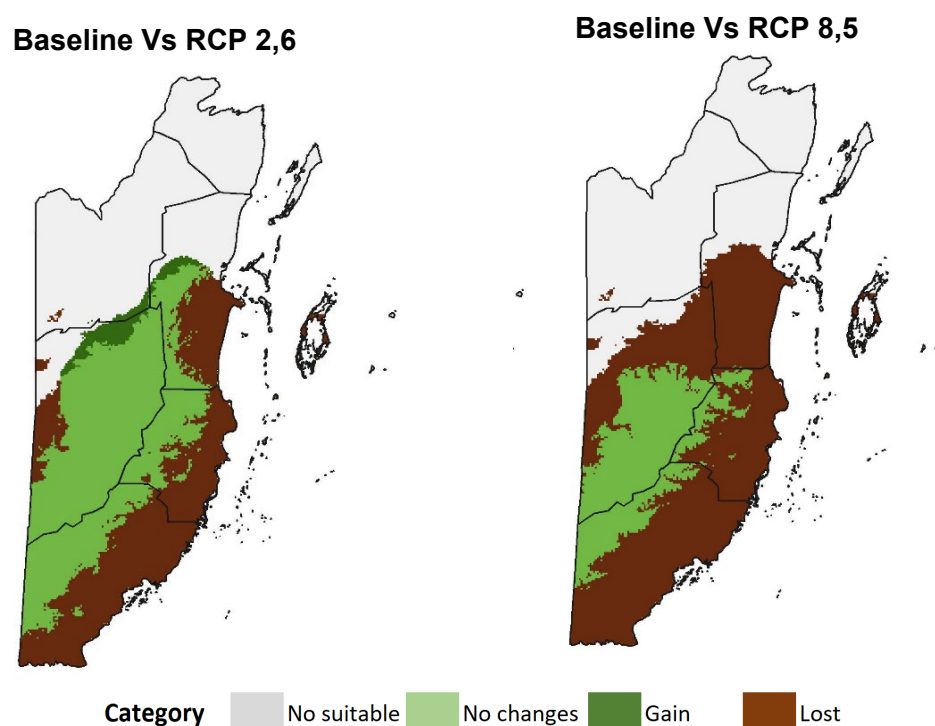 Baseline Vs RCP 2,6
Baseline Vs RCP 8,5
Category No suitable No changes Gain Lost